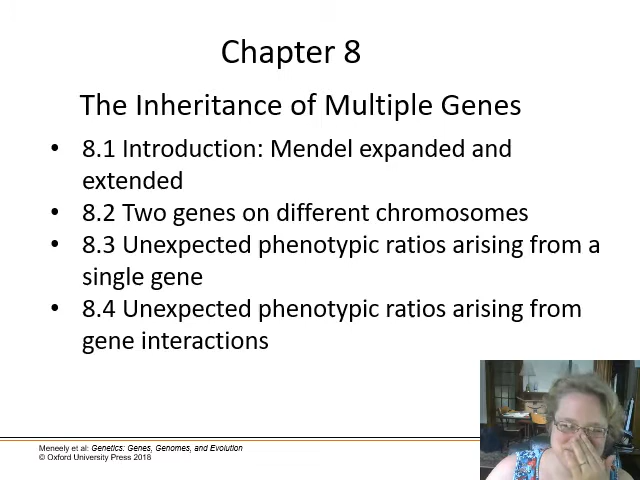 Chapter 8
The Inheritance of Multiple Genes
• 8.1 Introduction: Mendel expanded and
extended
• 8.2 Two genes on different chromosomes
• 8.3 Unexpected phenotypic ratios arising from a
single gene
• 8.4 Unexpected phenotypic ratios arising from
gene interactions
Meneely et al: Genetics: Genes, Genomes, and Evolution
© Oxford University Press 2018